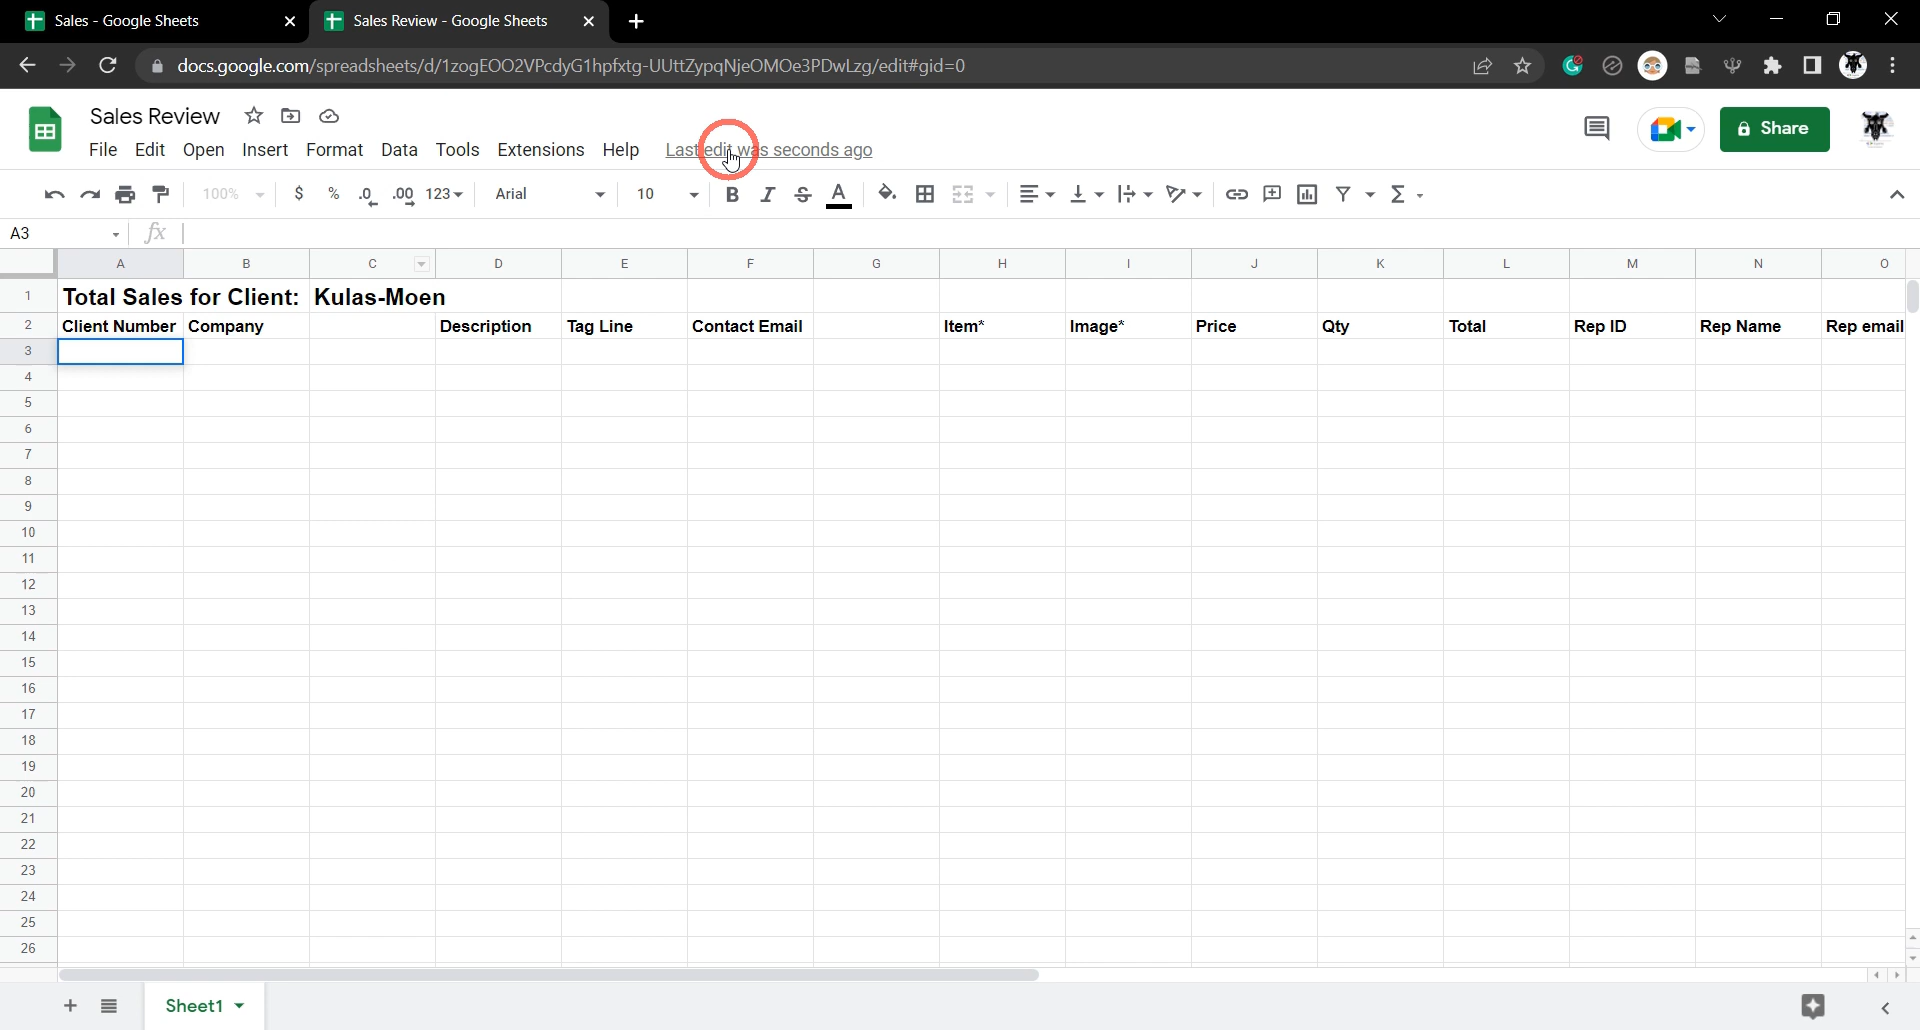 Sales - Google Sheets
Sales Review - Google Sheets
docs.google.com/spreadsheets/d/1zogEOO2VPcdyG1hpfxtg-UUttZypqNjeOMOe3PDwLzg/edit#gid=0
Sales Review
File Edit Open Insert Format Data Tools Extensions Help Last edit was seconds ago
Share
100% $ % .0 .00 123 Arial 10 B I S A
A3 fx
A B C D E F G H I J K L M N O
1 Total Sales for Client: Kulas-Moen
2 Client Number Company Description Tag Line Contact Email Item* Image* Price Qty Total Rep ID Rep Name Rep email
3
4
5
6
7
8
9
10
11
12
13
14
15
16
17
18
19
20
21
22
23
24
25
26
Sheet1